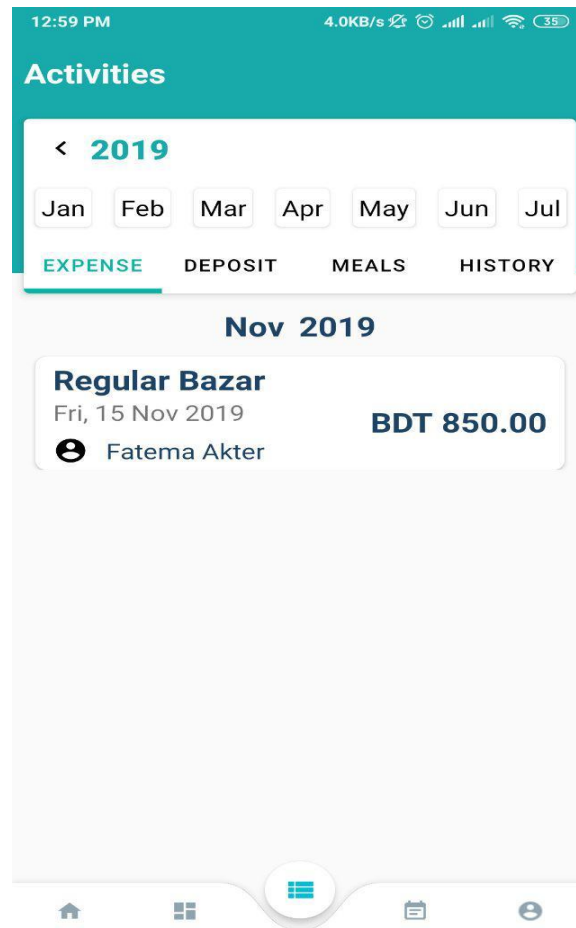 12:59 PM 4.0KB/s 35
Activities
< 2019
Jan Feb Mar Apr May Jun Jul
EXPENSE DEPOSIT MEALS HISTORY
Nov 2019
Regular Bazar
Fri, 15 Nov 2019
BDT 850.00
Fatema Akter